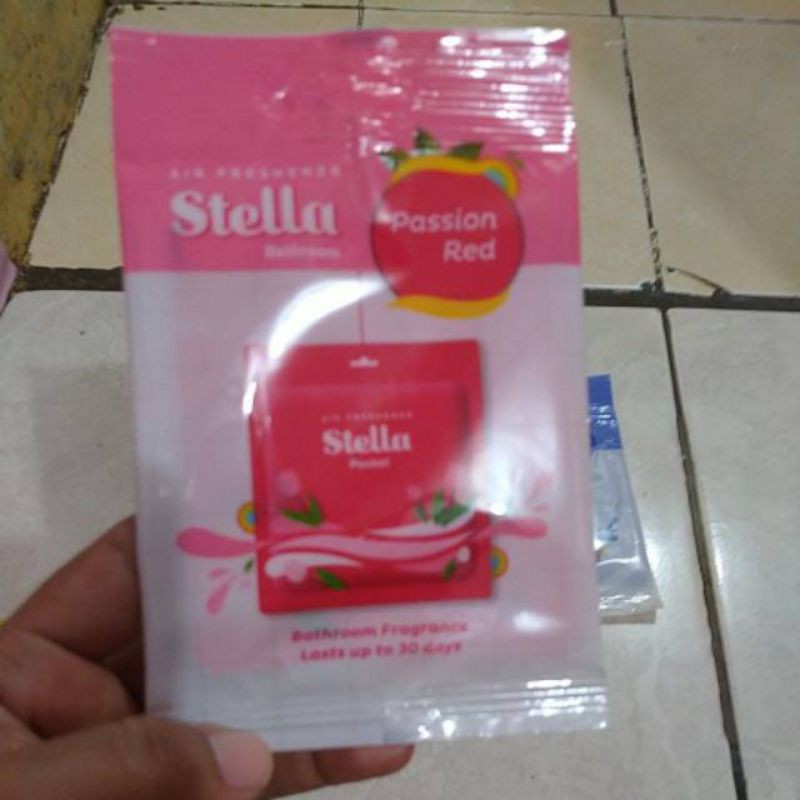 AIR FRESHENER
Stella
Bathroom
Passion
Red
AIR FRESHENER
Stella
Pocket
Bathroom Fragrance
Lasts up to 30 days